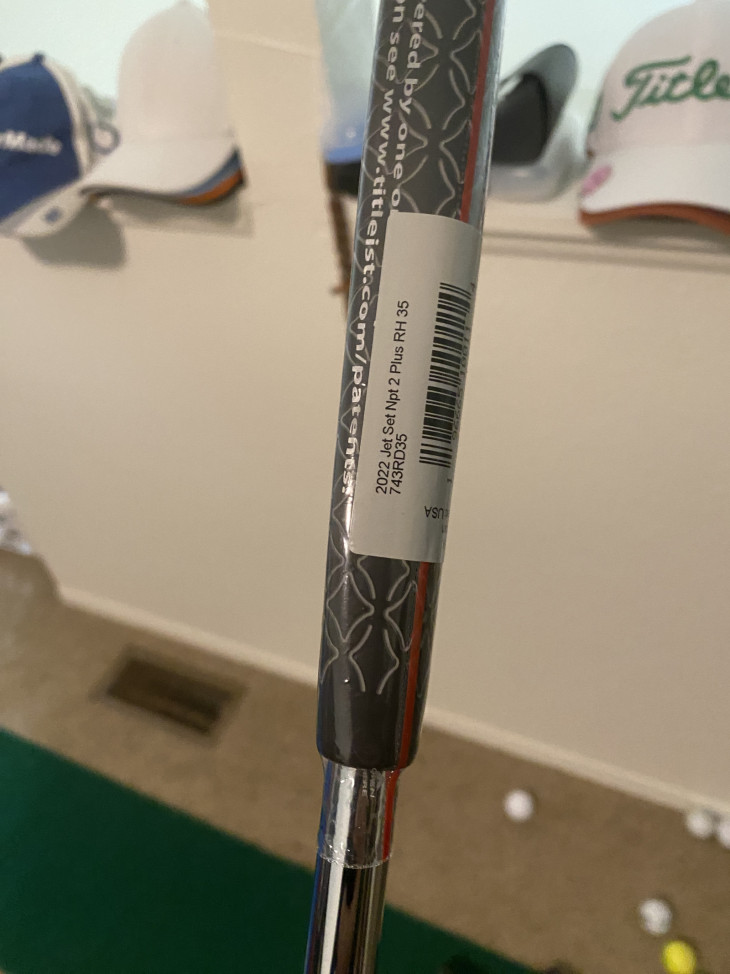 ered by one o
on see www.titleist.com/patents/
2022 Jet Set Npt 2 Plus RH 35
743RD35
USA
Title